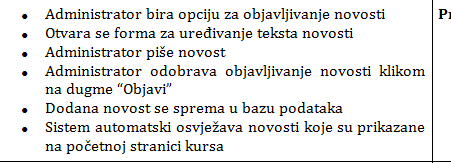 • Administrator bira opciju za objavljivanje novosti
• Otvara se forma za uređivanje teksta novosti
• Administrator piše novost
• Administrator odobrava objavljivanje novosti klikom
na dugme “Objavi”
• Dodana novost se sprema u bazu podataka
• Sistem automatski osvježava novosti koje su prikazane
na početnoj stranici kursa